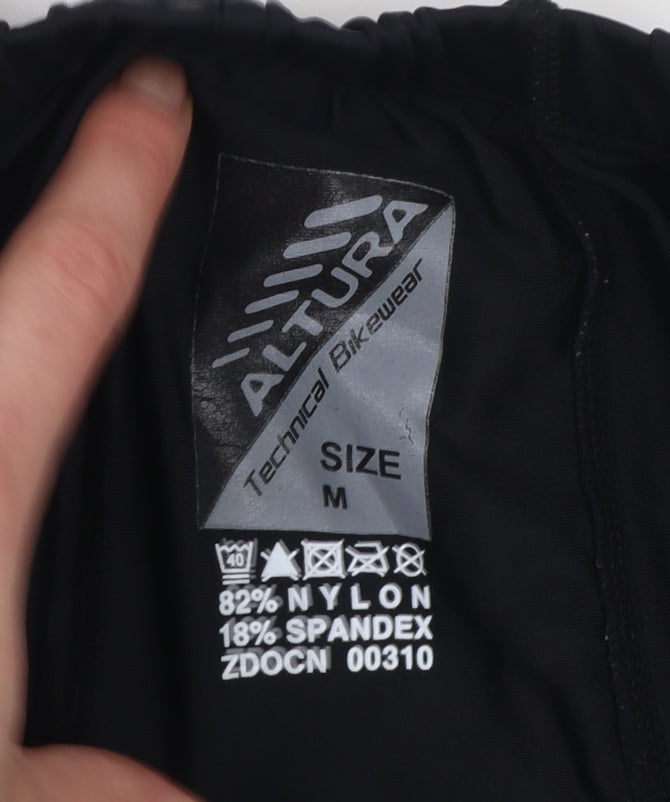 ALTURA
Technical Bikewear
SIZE
M
40
82% NYLON
18% SPANDEX
ZDOCN 00310